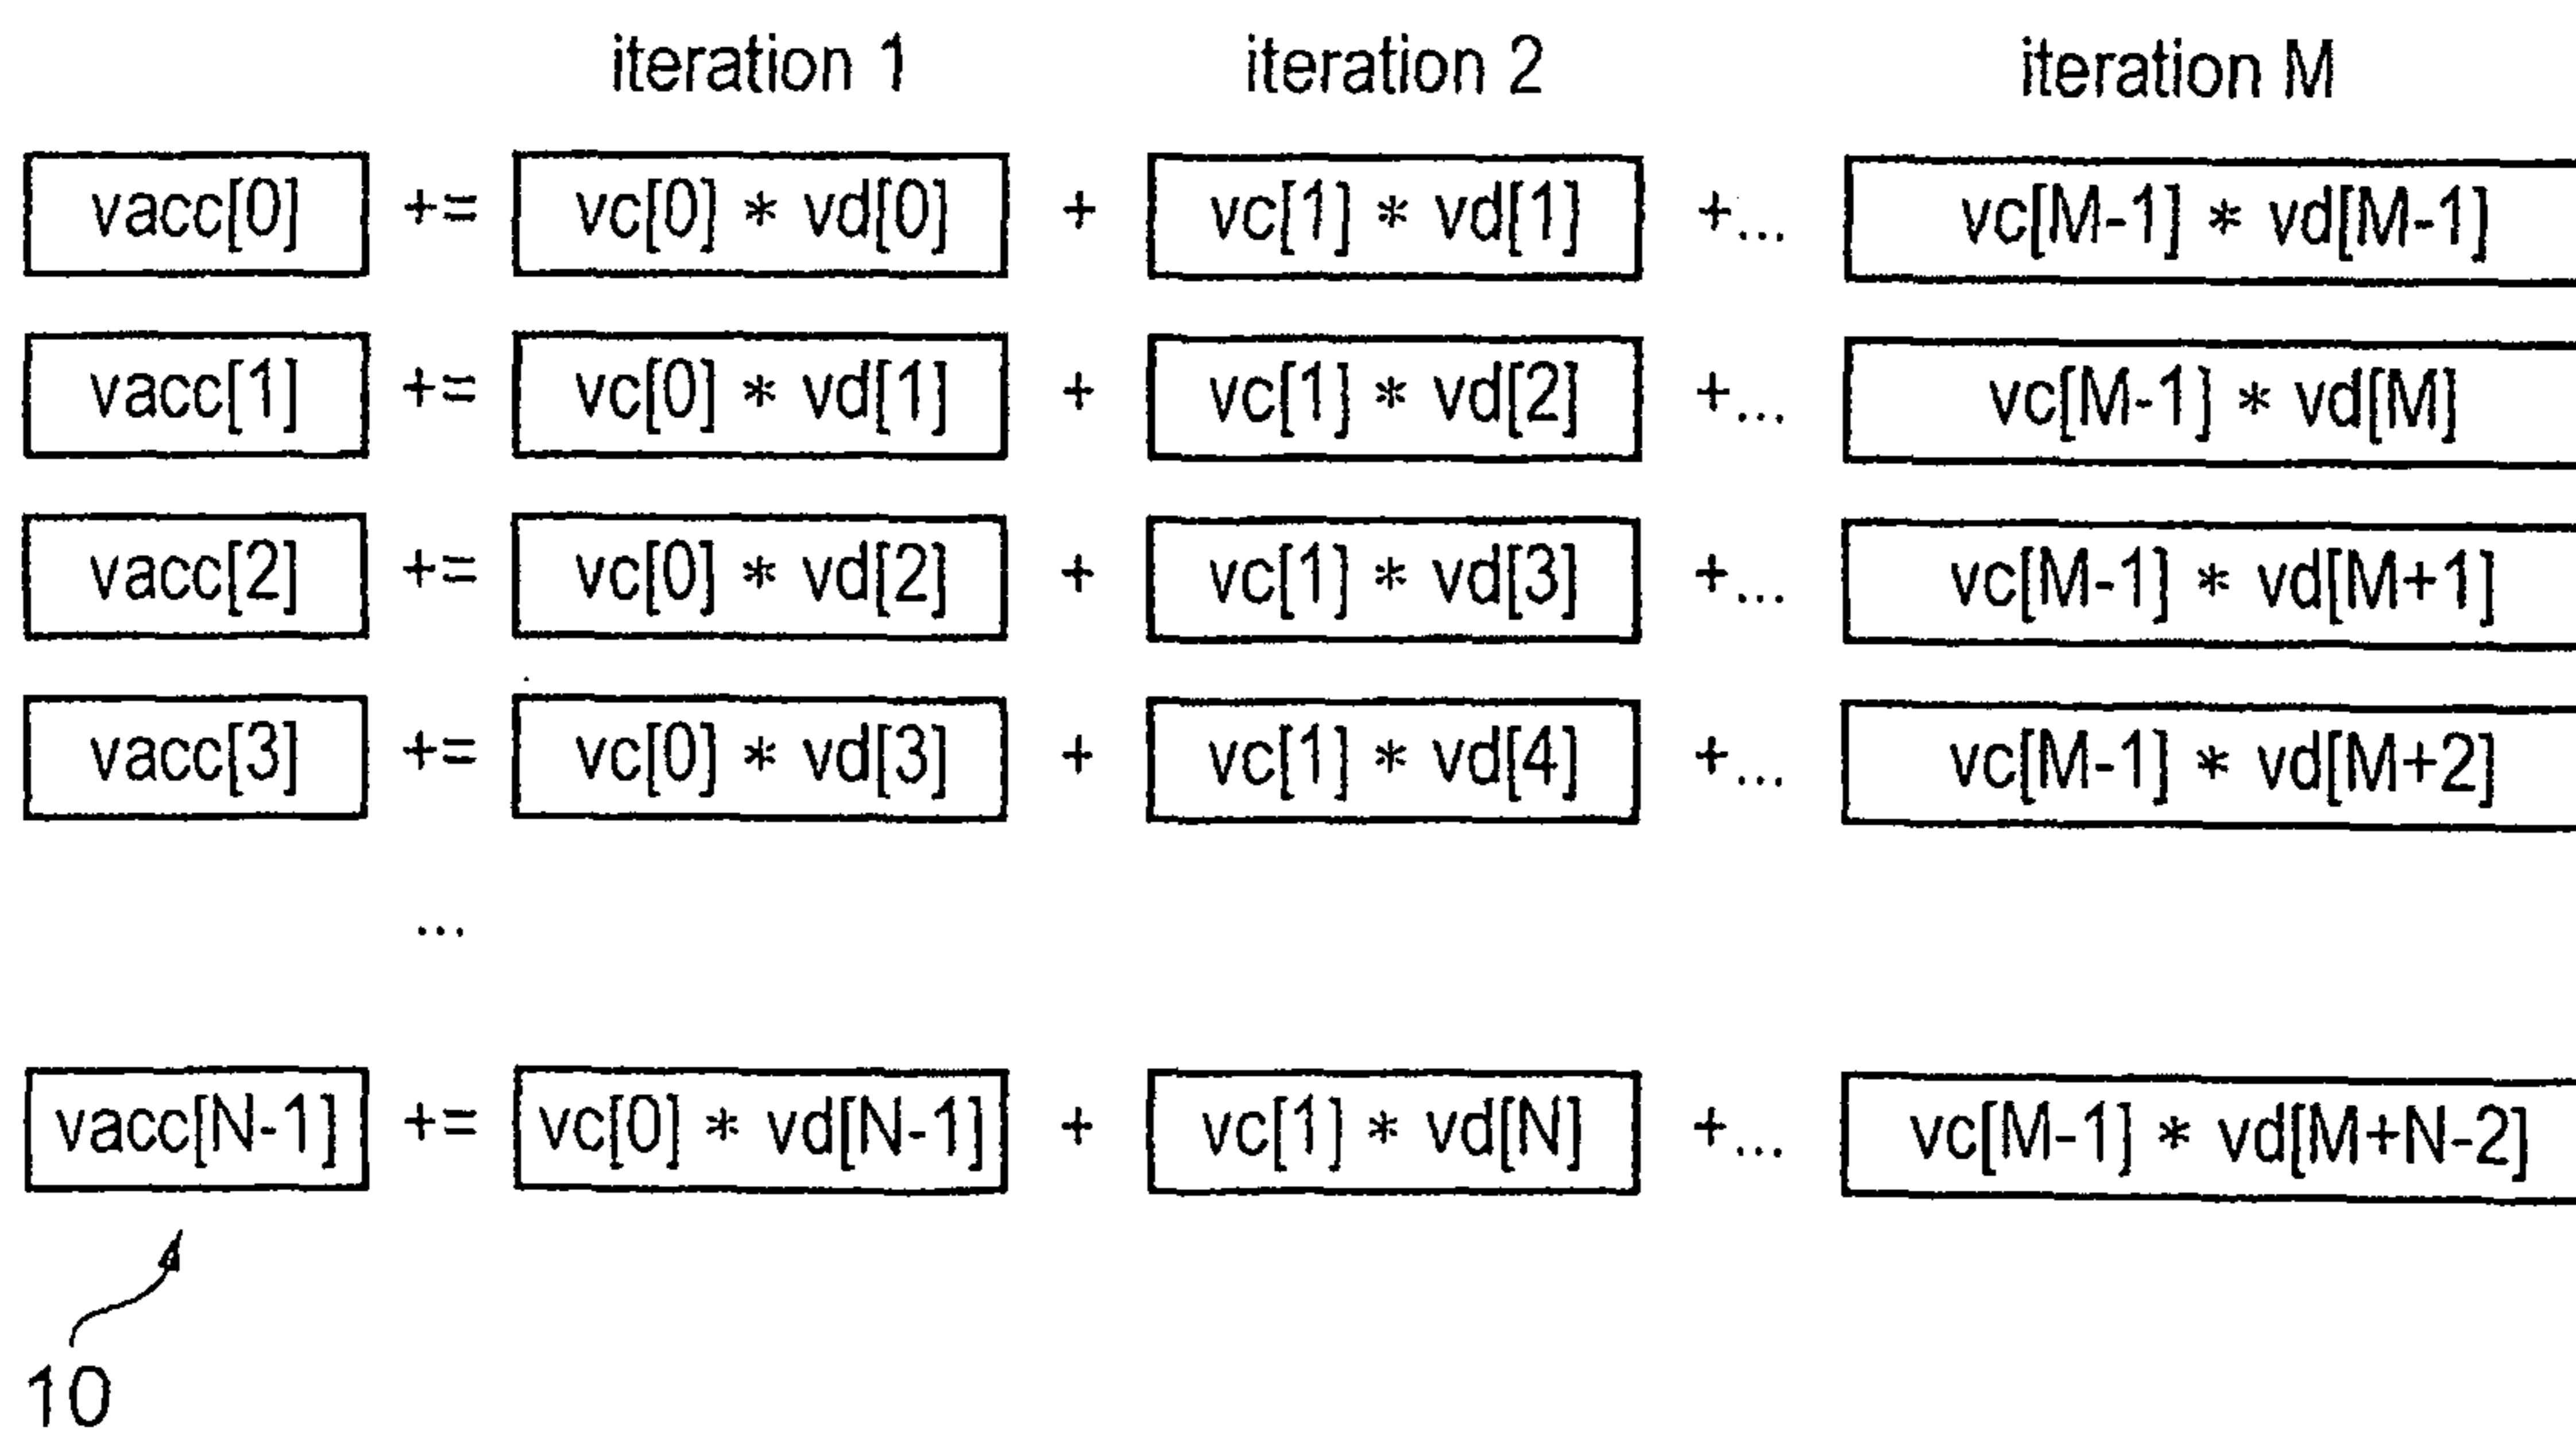 iteration 1 iteration 2 iteration M
vacc[0] += vc[0] * vd[0] + vc[1] * vd[1] +... vc[M-1] * vd[M-1]
vacc[1] += vc[0] * vd[1] + vc[1] * vd[2] +... vc[M-1] * vd[M]
vacc[2] += vc[0] * vd[2] + vc[1] * vd[3] +... vc[M-1] * vd[M+1]
vacc[3] += vc[0] * vd[3] + vc[1] * vd[4] +... vc[M-1] * vd[M+2]
...
vacc[N-1] += vc[0] * vd[N-1] + vc[1] * vd[N] +... vc[M-1] * vd[M+N-2]
10